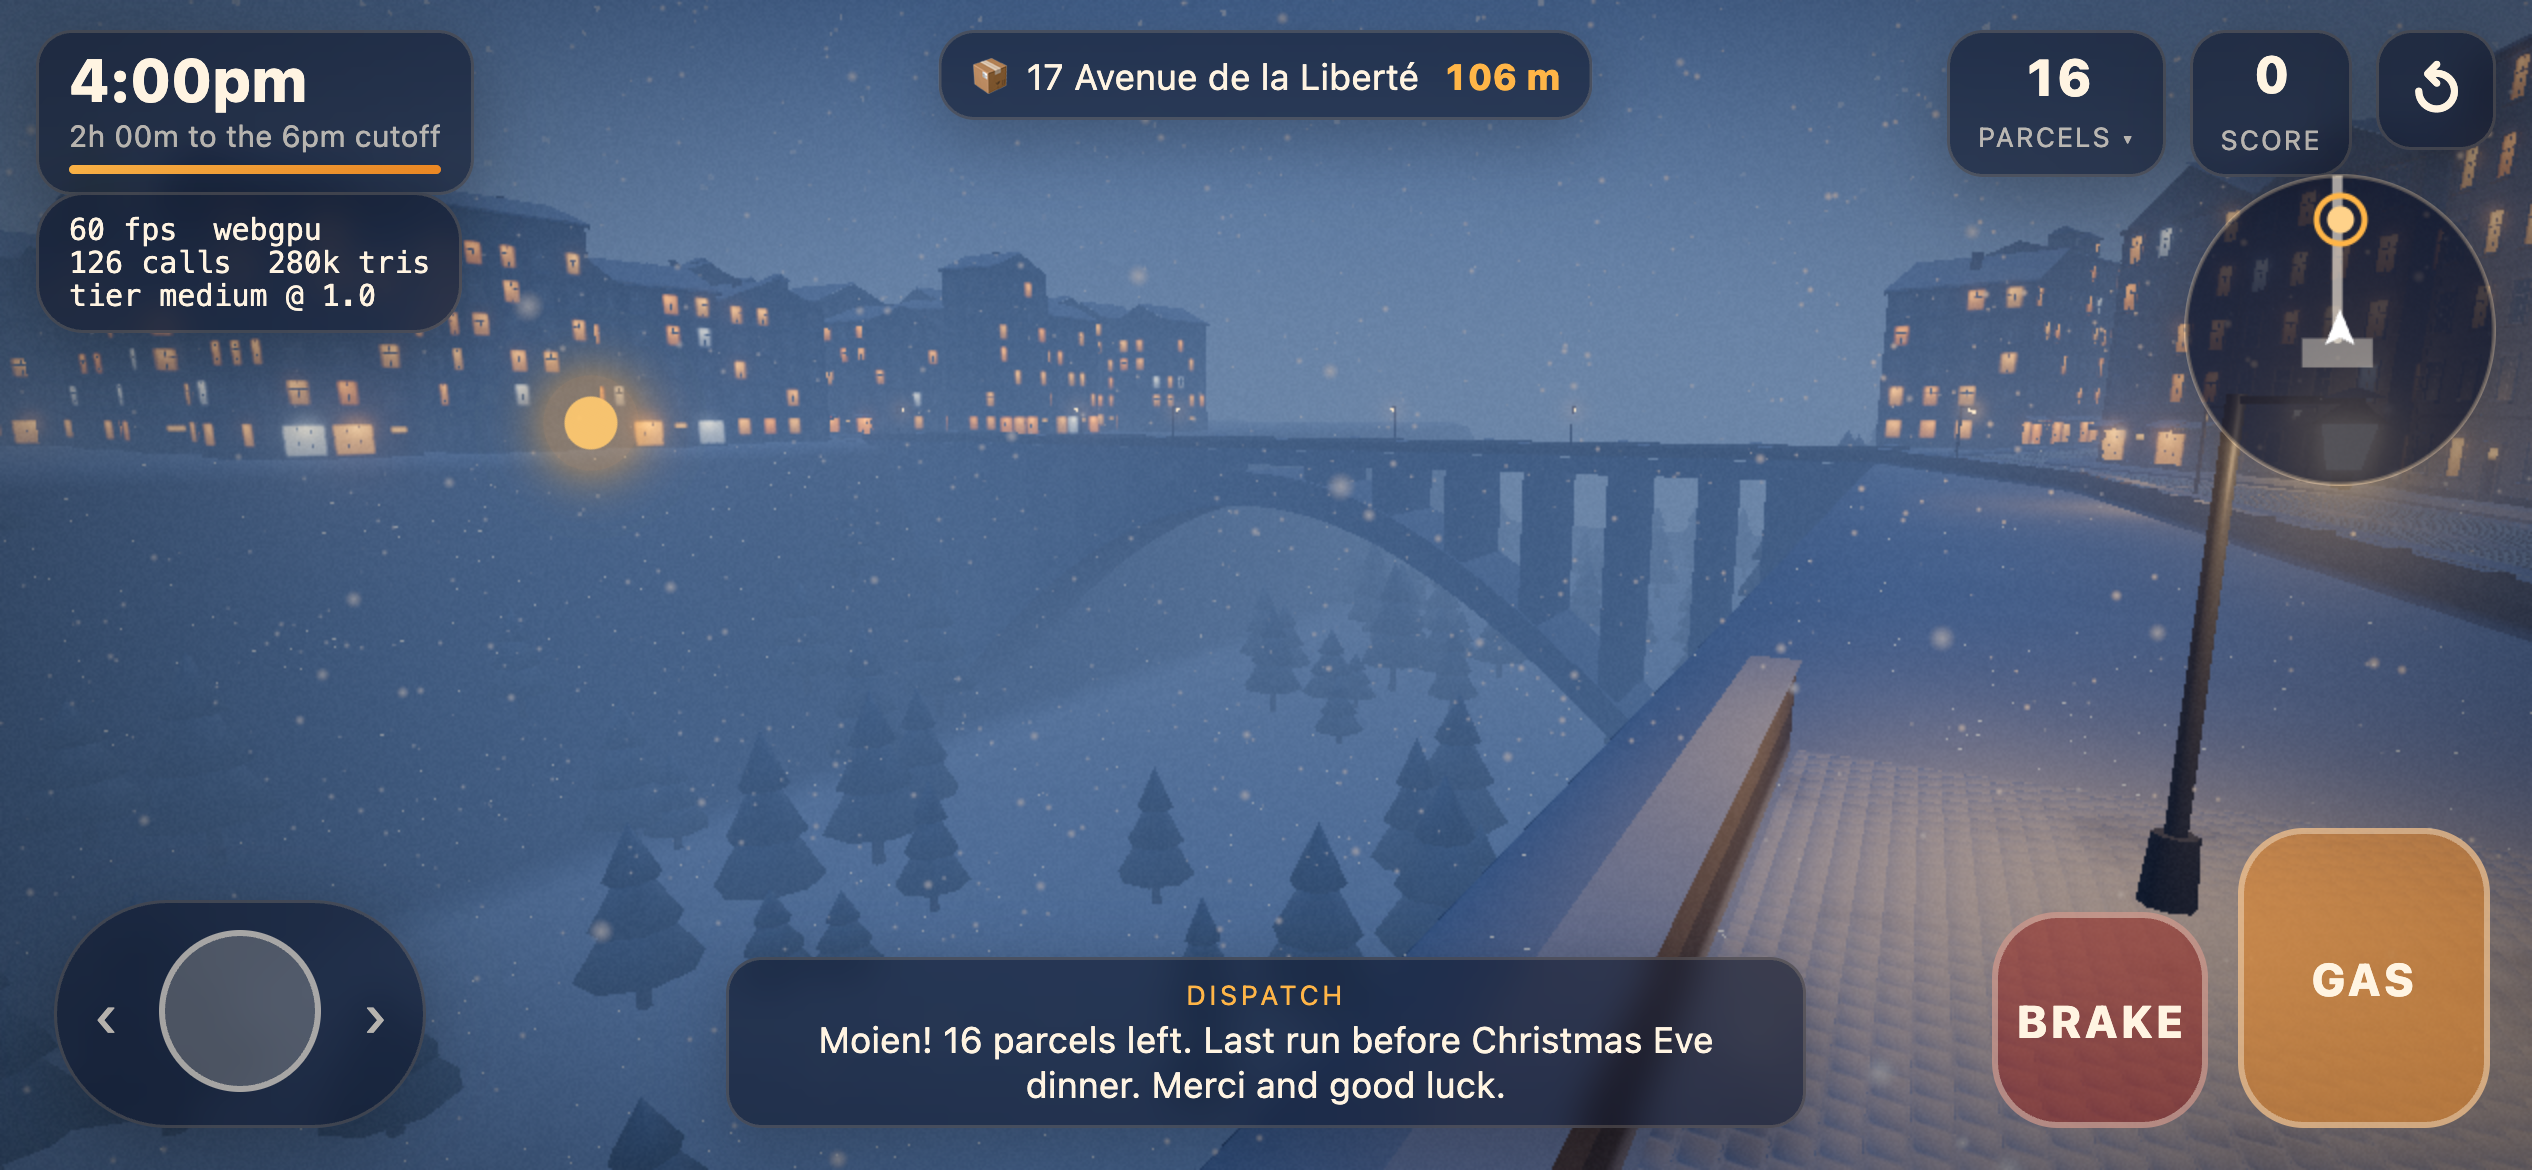 4:00pm
2h 00m to the 6pm cutoff
60 fps webgpu
126 calls 280k tris
tier medium @ 1.0
17 Avenue de la Liberté 106 m
16
PARCELS ▾
0
SCORE
‹ ›
DISPATCH
Moien! 16 parcels left. Last run before Christmas Eve
dinner. Merci and good luck.
BRAKE
GAS